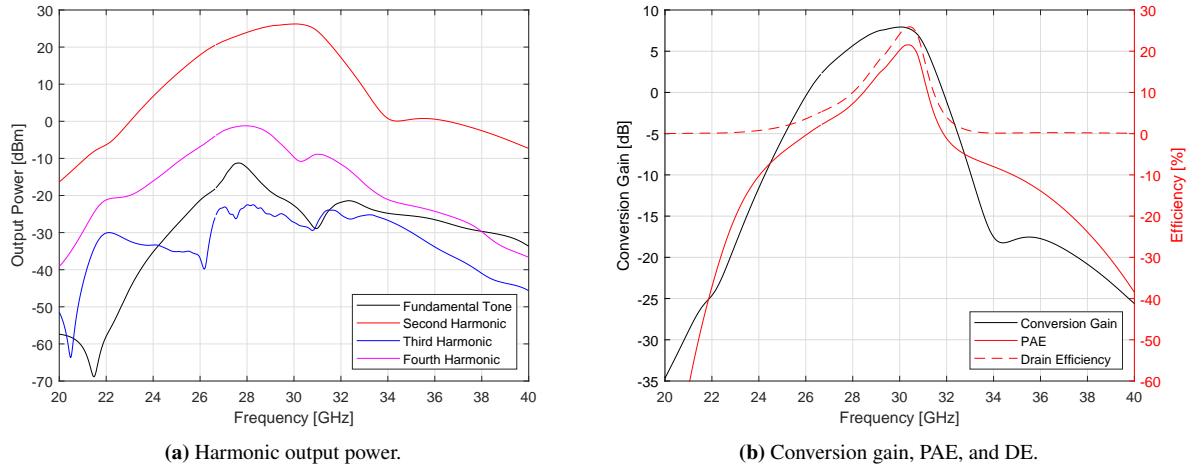 30
20
10
0
-10
-20
-30
-40
-50
-60
-70
Output Power [dBm]
20 22 24 26 28 30 32 34 36 38 40
Frequency [GHz]
Fundamental Tone
Second Harmonic
Third Harmonic
Fourth Harmonic
(a) Harmonic output power.
10
5
0
-5
-10
-15
-20
-25
-30
-35
Conversion Gain [dB]
30
20
10
0
-10
-20
-30
-40
-50
-60
Efficiency [%]
20 22 24 26 28 30 32 34 36 38 40
Frequency [GHz]
Conversion Gain
PAE
Drain Efficiency
(b) Conversion gain, PAE, and DE.